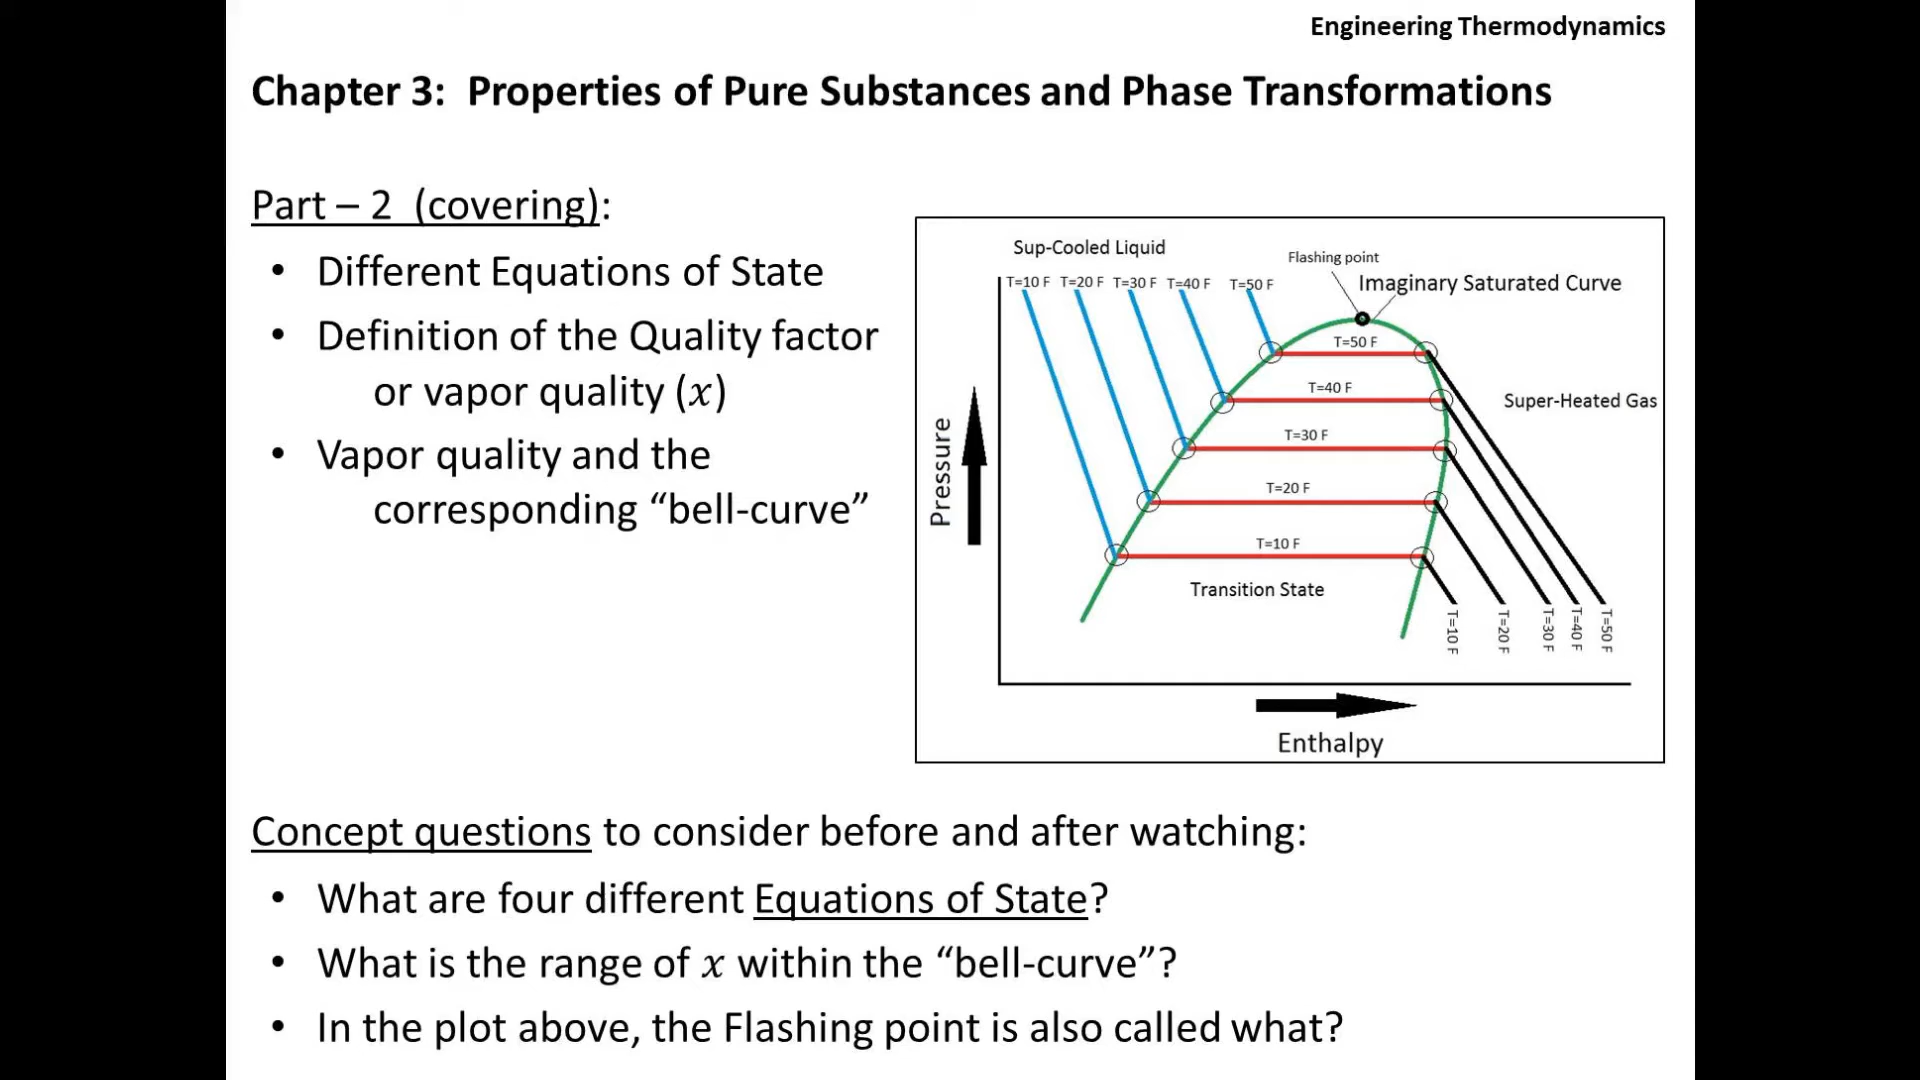 Engineering Thermodynamics
Chapter 3:  Properties of Pure Substances and Phase Transformations
Part – 2  (covering):
• Different Equations of State
• Definition of the Quality factor
or vapor quality (x)
• Vapor quality and the
corresponding “bell-curve”
Sup-Cooled Liquid
Flashing point
Imaginary Saturated Curve
T=10 F T=20 F T=30 F T=40 F T=50 F
T=50 F
T=40 F
Super-Heated Gas
T=30 F
T=20 F
T=10 F
Transition State
T=10 F
T=20 F
T=30 F
T=40 F
T=50 F
Pressure
Enthalpy
Concept questions to consider before and after watching:
• What are four different Equations of State?
• What is the range of x within the “bell-curve”?
• In the plot above, the Flashing point is also called what?